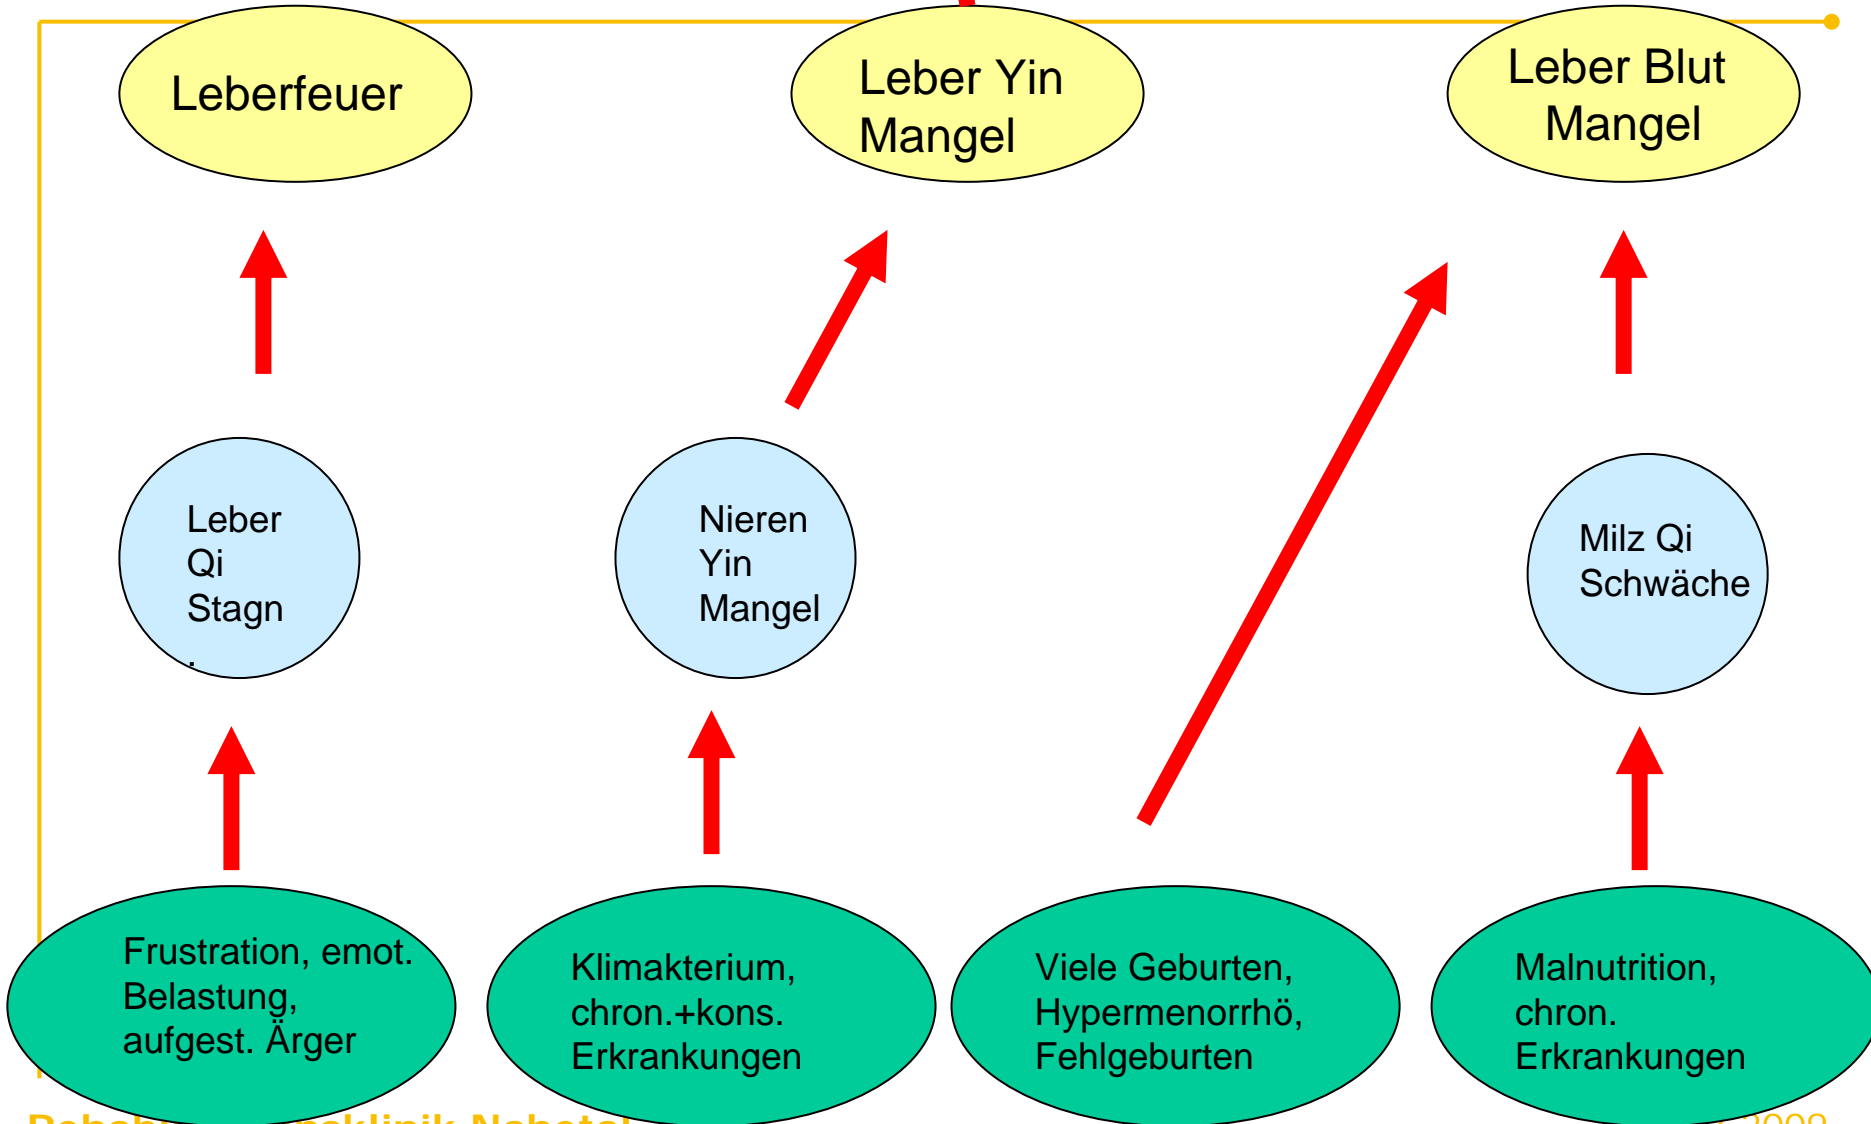 Leberfeuer
Leber Yin
Mangel
Leber Blut
Mangel
Leber
Qi
Stagn
.
Nieren
Yin
Mangel
Milz Qi
Schwäche
Frustration, emot.
Belastung,
aufgest. Ärger
Klimakterium,
chron.+kons.
Erkrankungen
Viele Geburten,
Hypermenorrhö,
Fehlgeburten
Malnutrition,
chron.
Erkrankungen